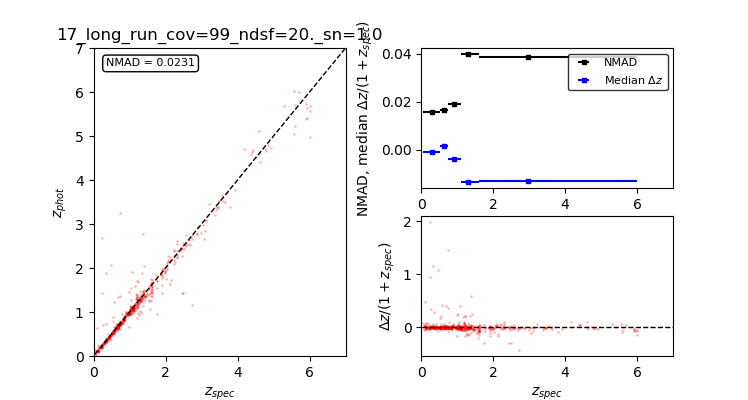 17_long_run_cov=99_ndsf=20._sn=1.0
NMAD = 0.0231
7
6
5
4
3
2
1
0
z_phot
0
2
4
6
z_spec
NMAD, median Δz/(1 + z_spec)
0.04
0.02
0.00
NMAD
Median Δz
0
2
4
6
Δz/(1 + z_spec)
2
1
0
0
2
4
6
z_spec